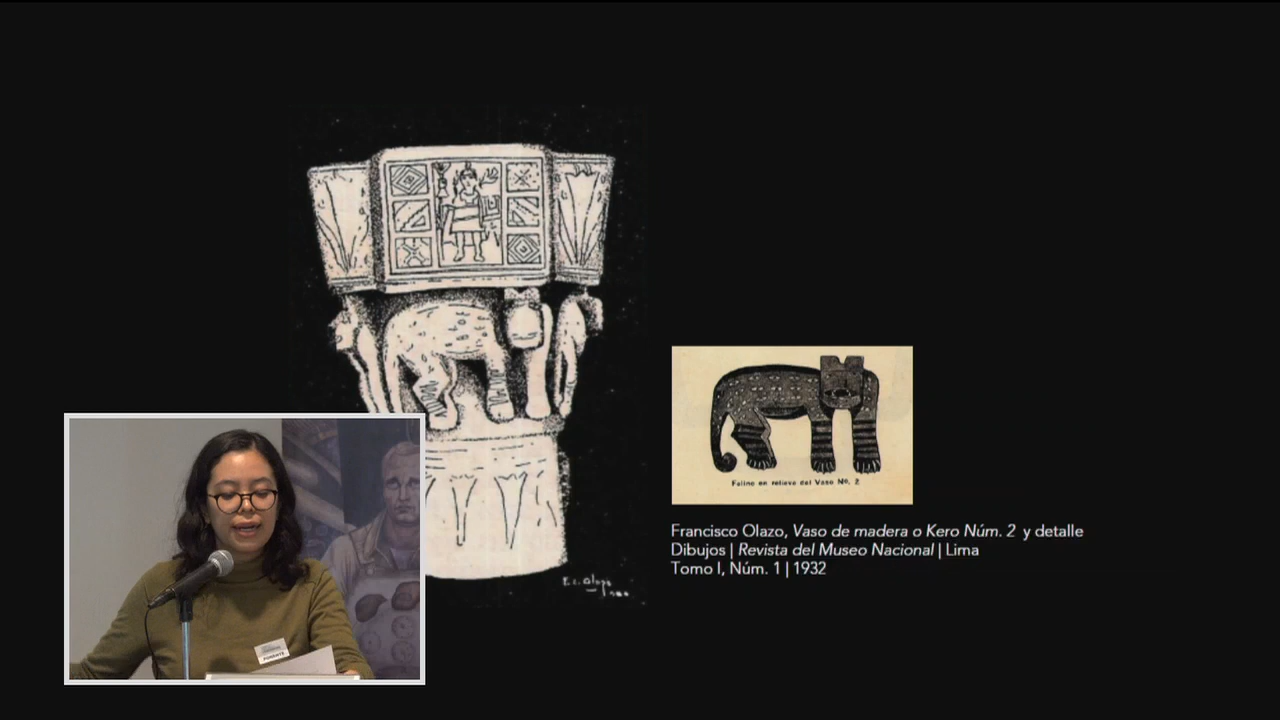 Felino en relieve del Vaso Nº. 2
Francisco Olazo, Vaso de madera o Kero Núm. 2 y detalle
Dibujos | Revista del Museo Nacional | Lima
Tomo I, Núm. 1 | 1932
PONENTE